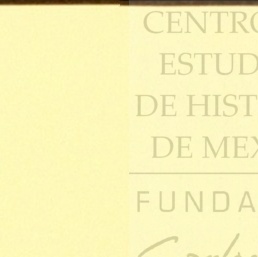 CENTRO
ESTUD
DE HIST
DE MEX
FUNDA